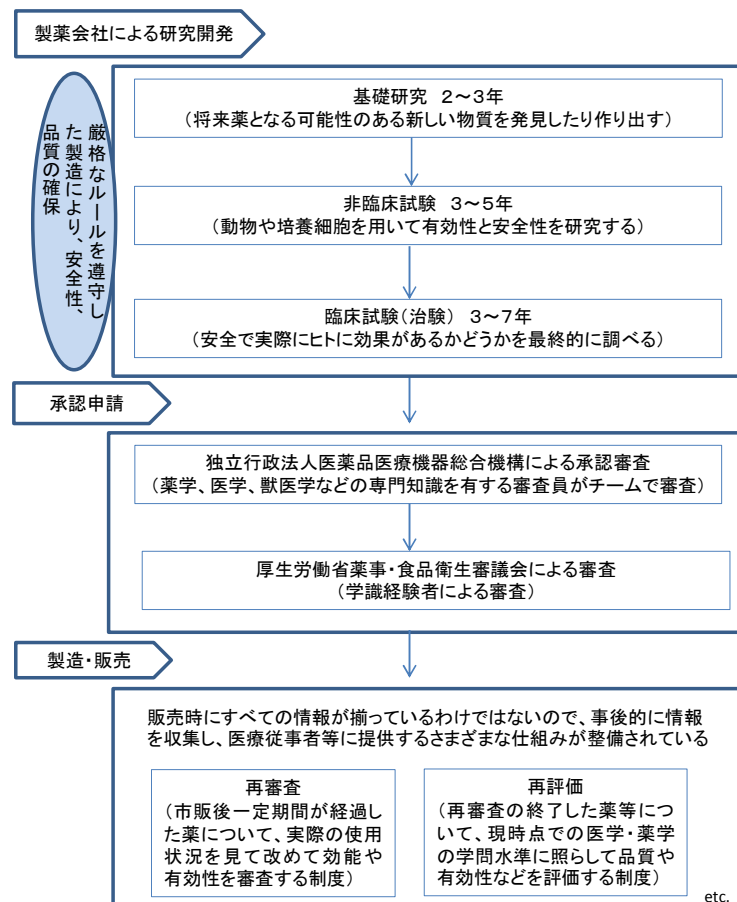 製薬会社による研究開発
厳格なルールを遵守し
た製造により、安全性、
品質の確保
基礎研究 2~3年
(将来薬となる可能性のある新しい物質を発見したり作り出す)
非臨床試験 3~5年
(動物や培養細胞を用いて有効性と安全性を研究する)
臨床試験(治験) 3~7年
(安全で実際にヒトに効果があるかどうかを最終的に調べる)
承認申請
独立行政法人医薬品医療機器総合機構による承認審査
(薬学、医学、獣医学などの専門知識を有する審査員がチームで審査)
厚生労働省薬事・食品衛生審議会による審査
(学識経験者による審査)
製造・販売
販売時にすべての情報が揃っているわけではないので、事後的に情報
を収集し、医療従事者等に提供するさまざまな仕組みが整備されている
再審査
(市販後一定期間が経過し
た薬について、実際の使用
状況を見て改めて効能や
有効性を審査する制度)
再評価
(再審査の終了した薬等につ
いて、現時点での医学・薬学
の学問水準に照らして品質や
有効性などを評価する制度)
etc.